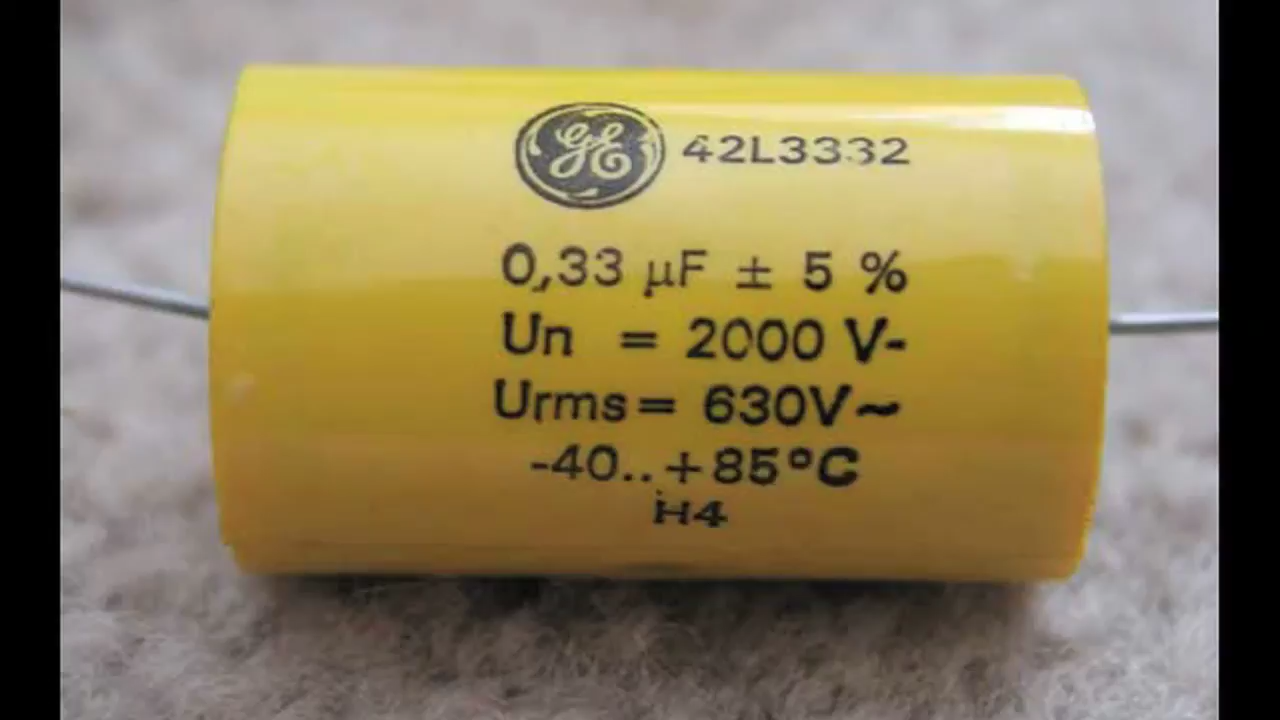 GE 42L3332
0,33 µF ± 5 %
Un = 2000 V-
Urms = 630V~
-40..+85°C
H4